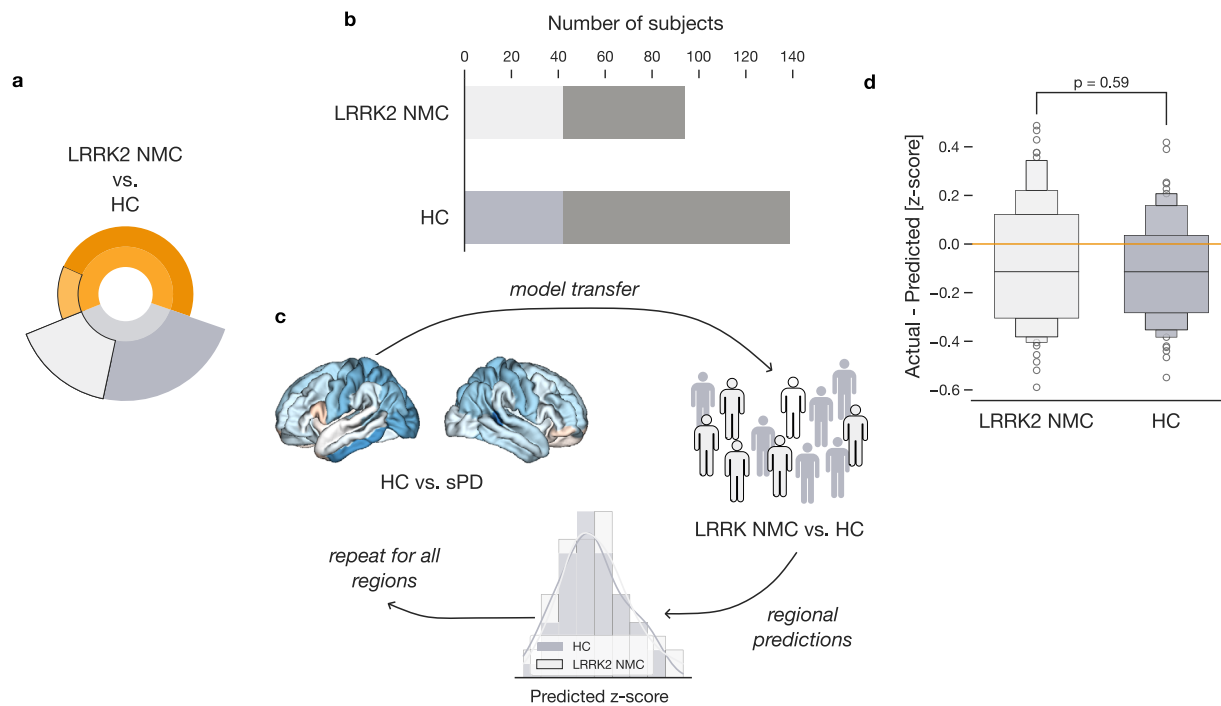 a
LRRK2 NMC
vs.
HC
b
Number of subjects
0 20 40 60 80 100 120 140
LRRK2 NMC
HC
c
model transfer
HC vs. sPD
LRRK NMC vs. HC
regional
predictions
HC
LRRK2 NMC
Predicted z-score
repeat for all
regions
d
p = 0.59
Actual - Predicted [z-score]
0.4
0.2
0.0
−0.2
−0.4
−0.6
LRRK2 NMC
HC